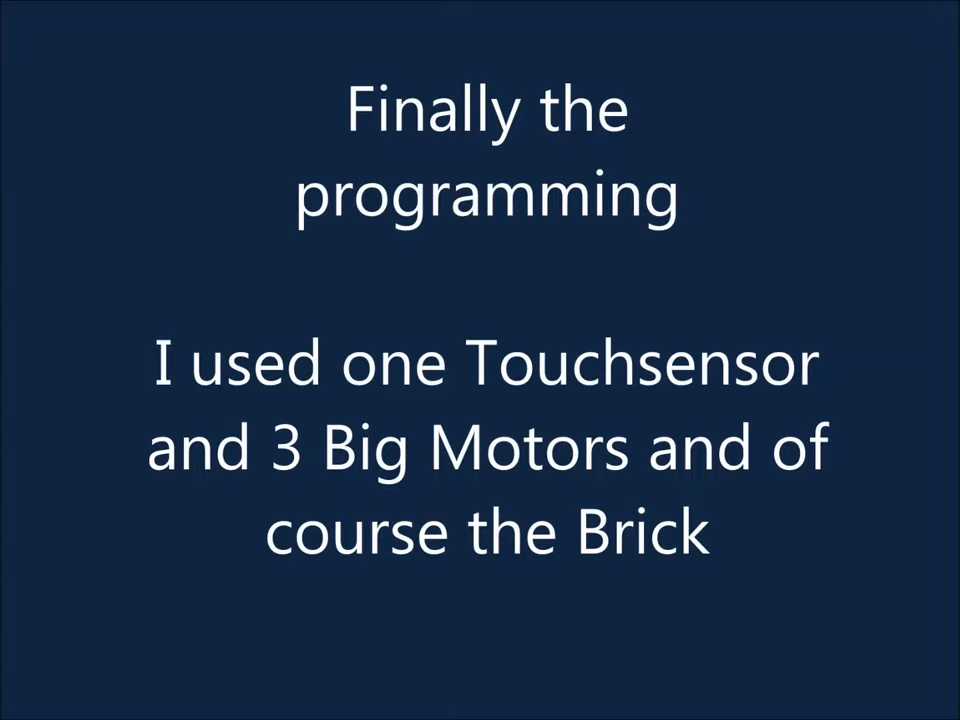 Finally the
programming
I used one Touchsensor
and 3 Big Motors and of
course the Brick